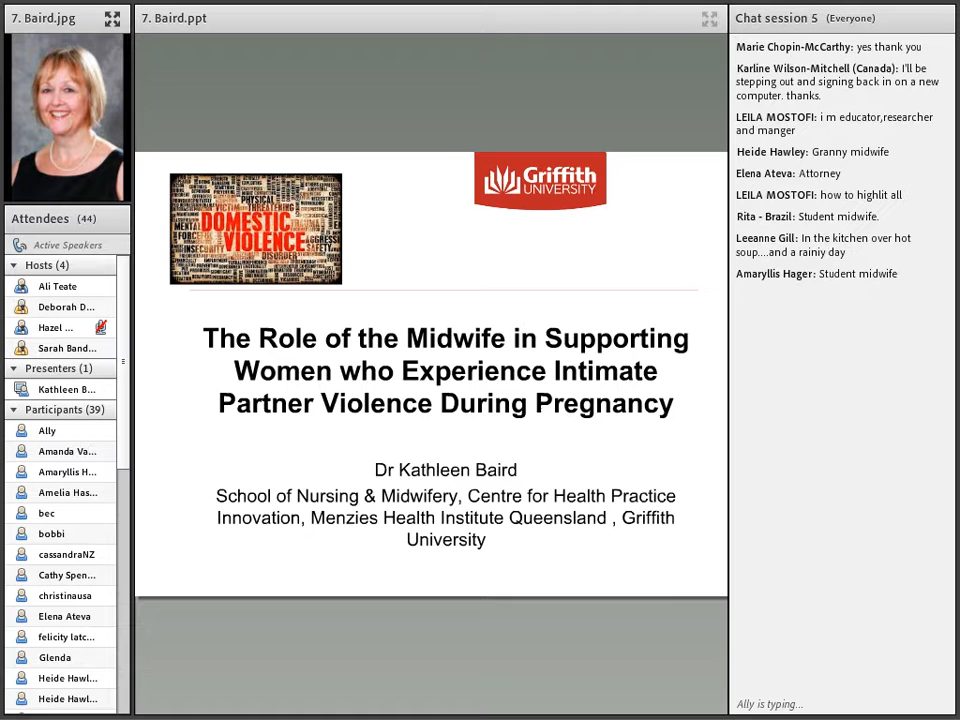 7. Baird.jpg
7. Baird.ppt
Chat session 5 (Everyone)
Attendees (44)
Active Speakers
Hosts (4)
Ali Teate
Deborah D...
Hazel ...
Sarah Band...
Presenters (1)
Kathleen B...
Participants (39)
Ally
Amanda Va...
Amaryllis H...
Amelia Has...
bec
bobbi
cassandraNZ
Cathy Spen...
christinausa
Elena Ateva
felicity latc...
Glenda
Heide Hawl...
Heide Hawl...
PHYSICAL
THREATENING
DOMESTIC
VIOLENCE
DISORDER
Griffith
UNIVERSITY
The Role of the Midwife in Supporting
Women who Experience Intimate
Partner Violence During Pregnancy
Dr Kathleen Baird
School of Nursing & Midwifery, Centre for Health Practice
Innovation, Menzies Health Institute Queensland , Griffith
University
Marie Chopin-McCarthy: yes thank you
Karline Wilson-Mitchell (Canada): I'll be
stepping out and signing back in on a new
computer. thanks.
LEILA MOSTOFI: i m educator,researcher
and manger
Heide Hawley: Granny midwife
Elena Ateva: Attorney
LEILA MOSTOFI: how to highlit all
Rita - Brazil: Student midwife.
Leeanne Gill: In the kitchen over hot
soup....and a rainiy day
Amaryllis Hager: Student midwife
Ally is typing...